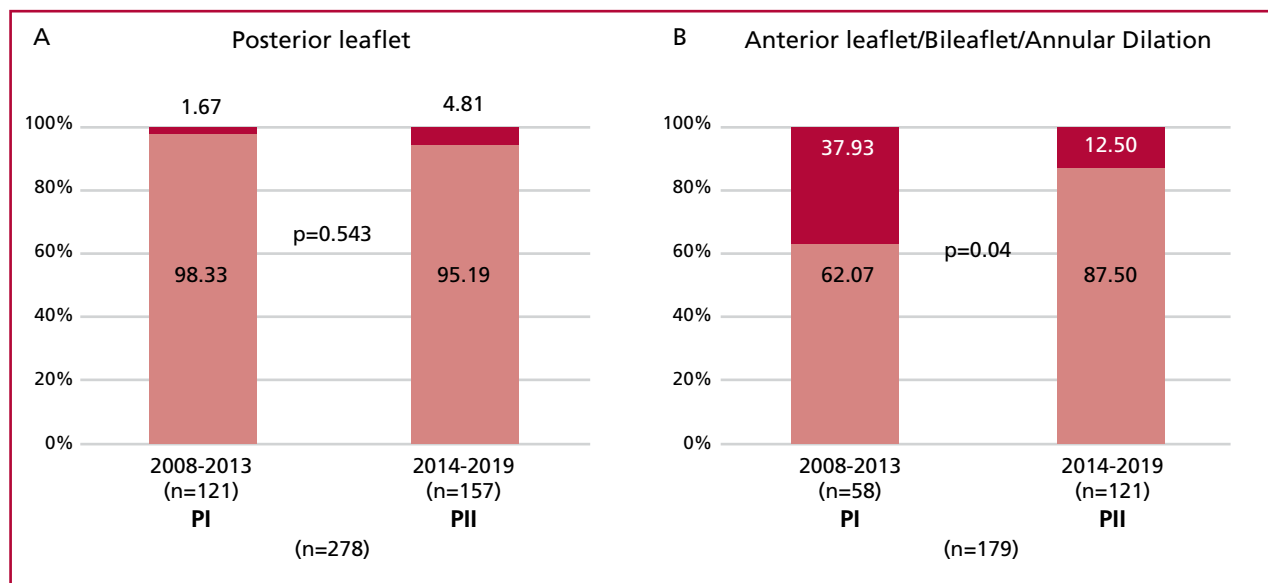 A
Posterior leaflet
1.67
4.81
100%
80%
60%
40%
20%
0%
98.33
p=0.543
95.19
2008-2013
(n=121)
PI
2014-2019
(n=157)
PII
(n=278)
B
Anterior leaflet/Bileaflet/Annular Dilation
100%
80%
60%
40%
20%
0%
37.93
12.50
p=0.04
62.07
87.50
2008-2013
(n=58)
PI
2014-2019
(n=121)
PII
(n=179)